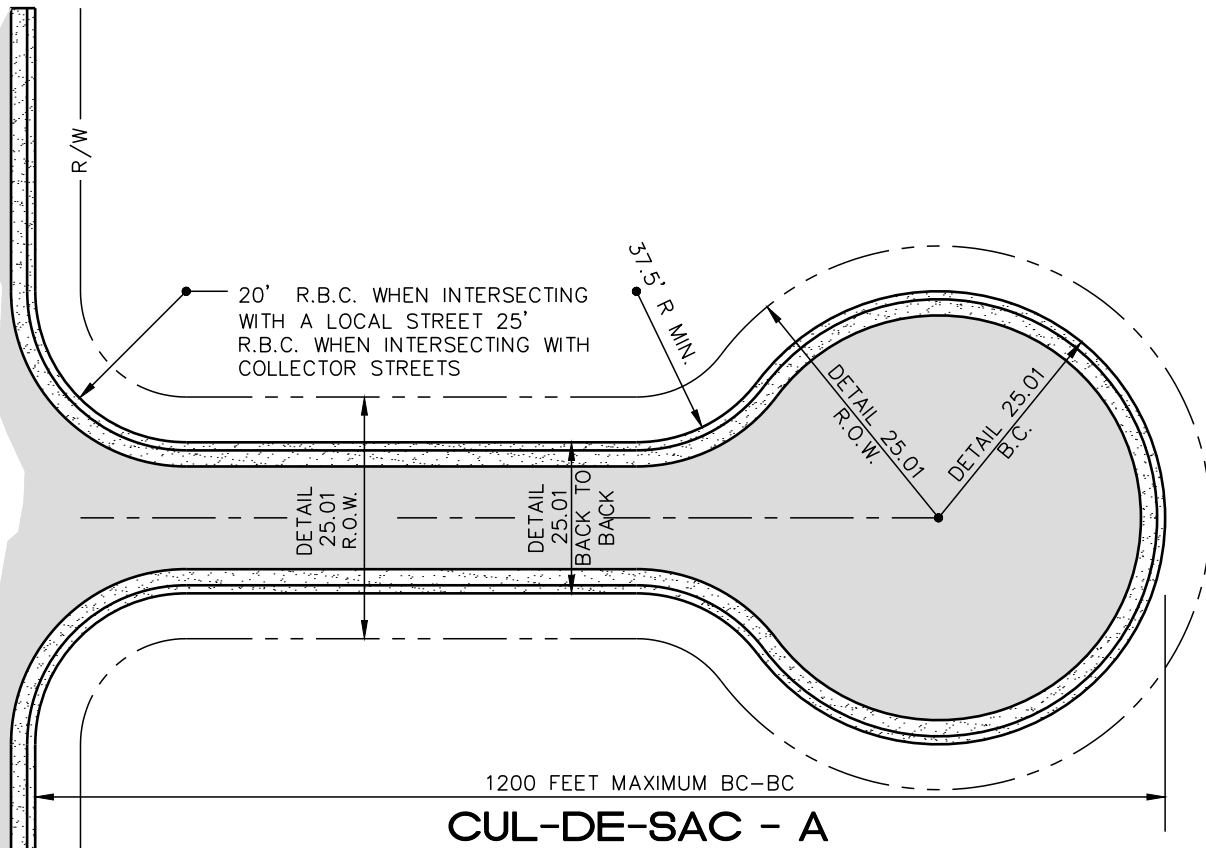 R/W
20' R.B.C. WHEN INTERSECTING
WITH A LOCAL STREET 25'
R.B.C. WHEN INTERSECTING WITH
COLLECTOR STREETS
37.5' R MIN.
DETAIL 25.01
R.O.W.
DETAIL 25.01
B.C.
DETAIL
25.01
R.O.W.
DETAIL
25.01
BACK TO
BACK
1200 FEET MAXIMUM BC-BC
CUL-DE-SAC - A